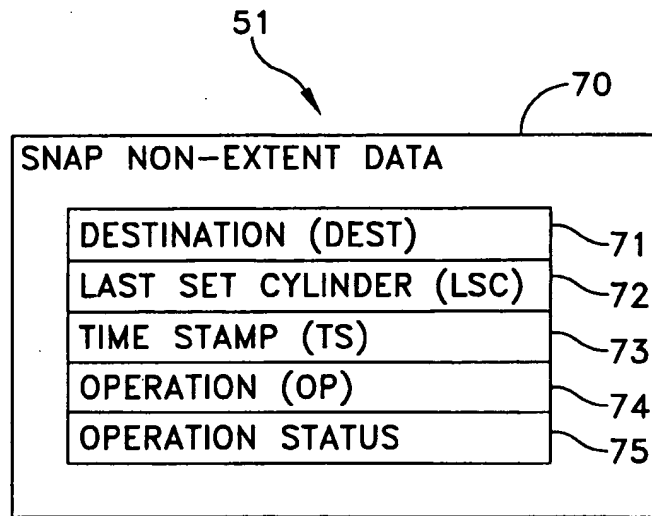 51
70
SNAP NON-EXTENT DATA
DESTINATION (DEST) 71
LAST SET CYLINDER (LSC) 72
TIME STAMP (TS) 73
OPERATION (OP) 74
OPERATION STATUS 75